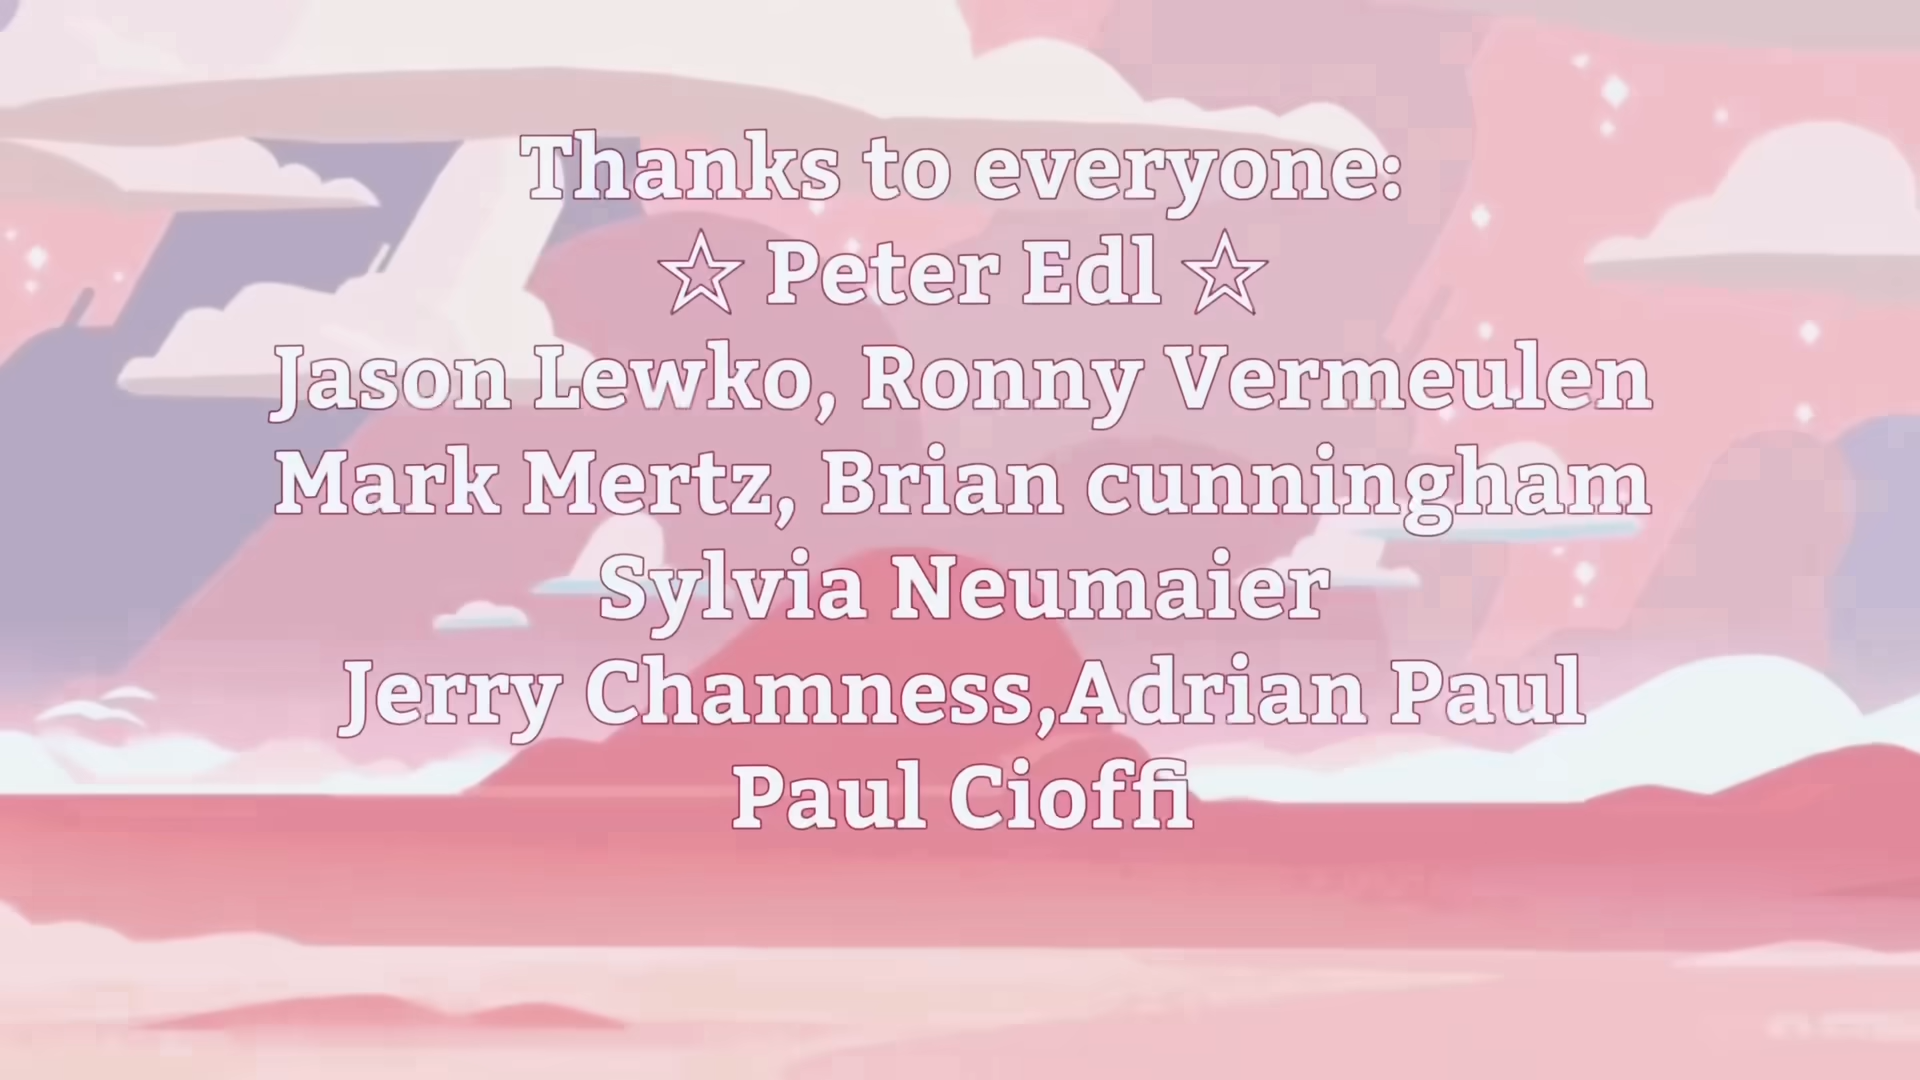 Thanks to everyone:
☆ Peter Edl ☆
Jason Lewko, Ronny Vermeulen
Mark Mertz, Brian cunningham
Sylvia Neumaier
Jerry Chamness,Adrian Paul
Paul Cioffi